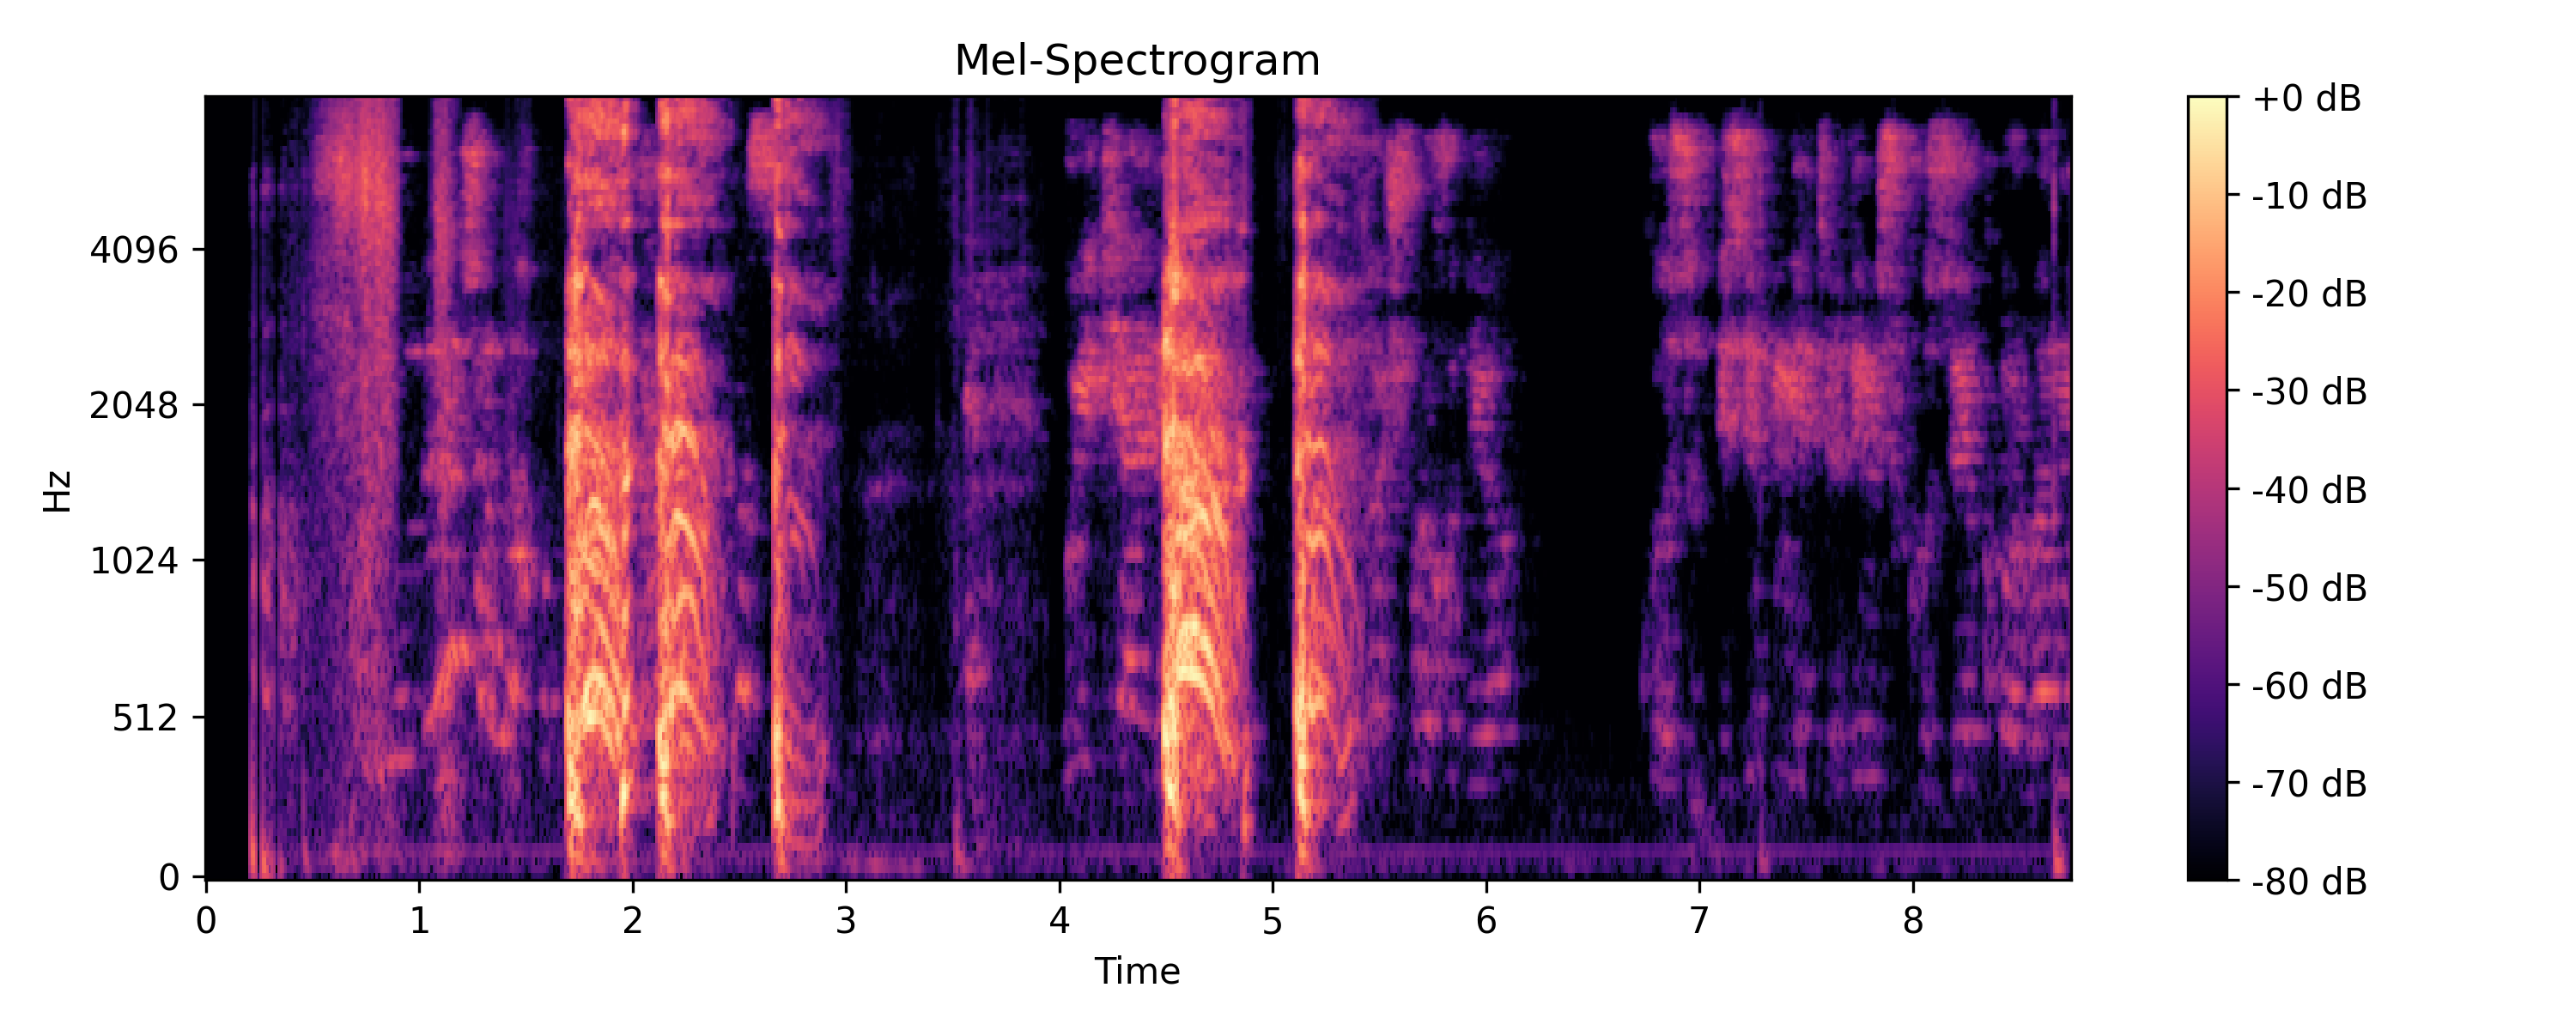 Mel-Spectrogram
+0 dB
-10 dB
-20 dB
-30 dB
-40 dB
-50 dB
-60 dB
-70 dB
-80 dB
Hz
4096
2048
1024
512
0
0 1 2 3 4 5 6 7 8
Time